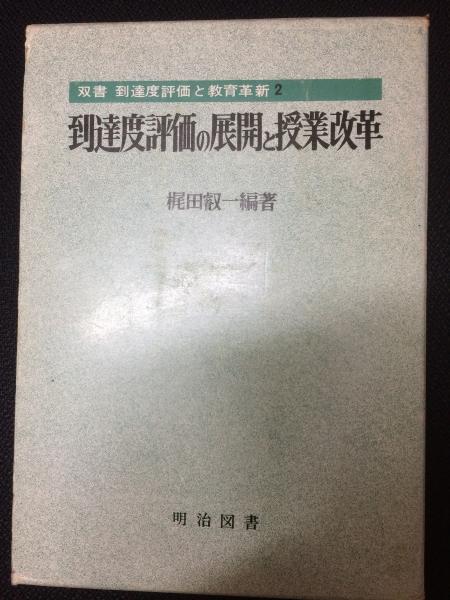 双書 到達度評価と教育革新2
到達度評価の展開と授業改革
梶田叡一編著
明治図書